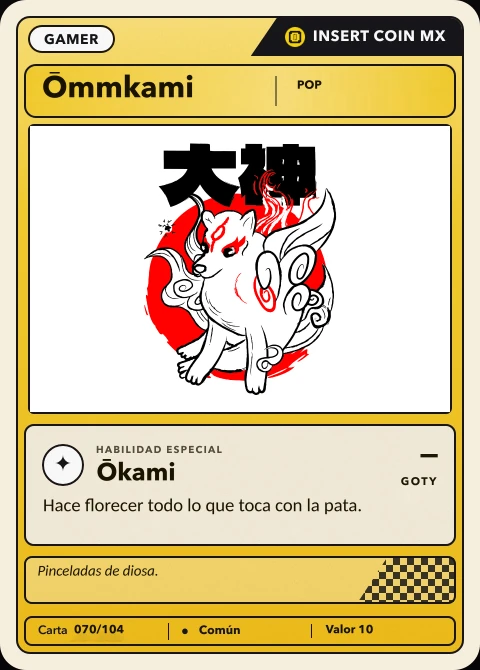 GAMER
INSERT COIN MX
Ōmmkami
POP
大神
HABILIDAD ESPECIAL
Ōkami
—
GOTY
Hace florecer todo lo que toca con la pata.
Pinceladas de diosa.
Carta 070/104 • Común Valor 10